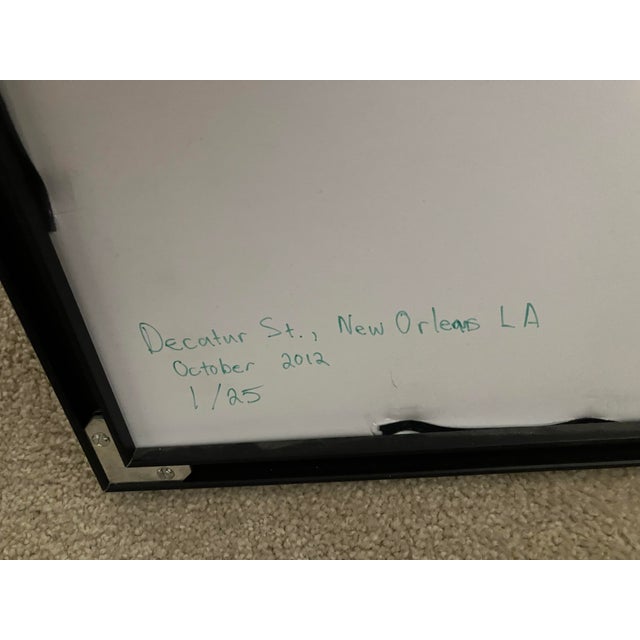 Decatur St., New Orleans LA
October 2012
1/25